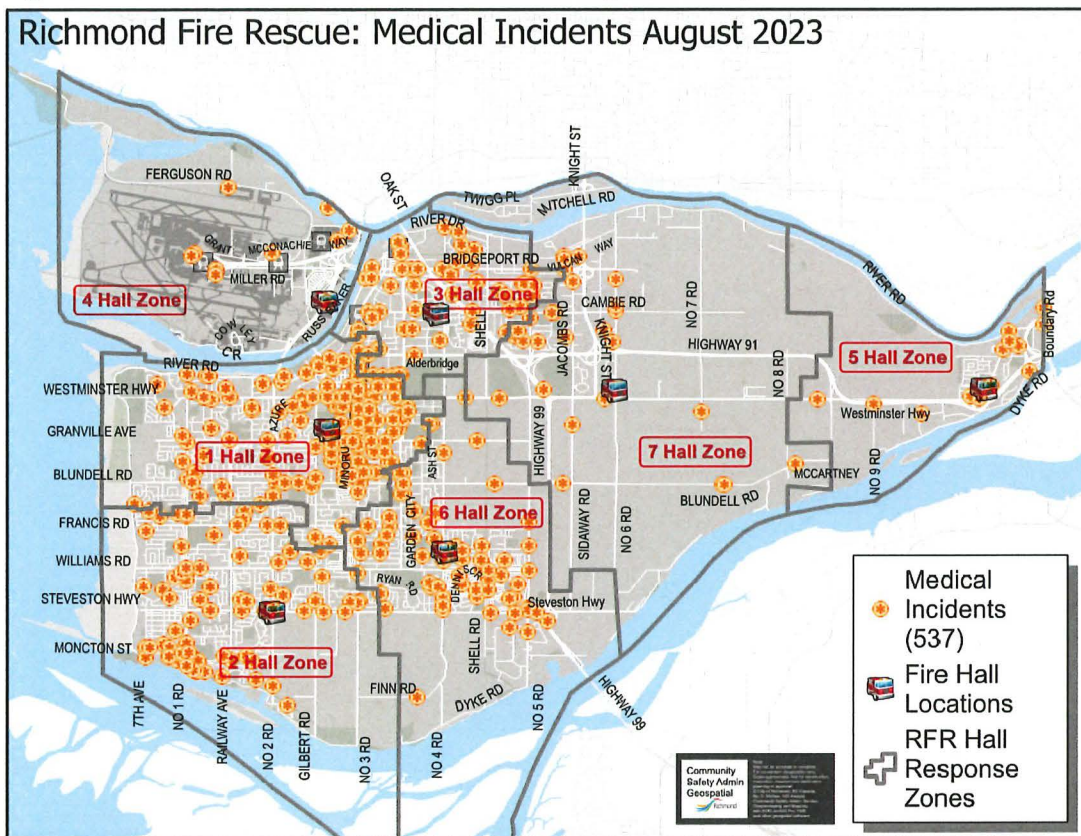 Richmond Fire Rescue: Medical Incidents August 2023
FERGUSON RD
OAK ST
KNIGHT ST
TWIGG PL
MITCHELL RD
RIVER DR
GRANT
MCCONACHIE WAY
BRIDGEPORT RD
VULCAN WAY
MILLER RD
4 Hall Zone
3 Hall Zone
CAMBIE RD
NO 7 RD
RIVER RD
Boundary Rd
SHELL
JACOMBS RD
KNIGHT ST
COWLEY CR
RIVER RD
Alderbridge
HIGHWAY 91
5 Hall Zone
NO 8 RD
DYKE RD
WESTMINSTER HWY
AZURE
Westminster Hwy
GRANVILLE AVE
1 Hall Zone
MINORU
ASH ST
HIGHWAY 99
7 Hall Zone
MCCARTNEY
NO 9 RD
BLUNDELL RD
BLUNDELL RD
FRANCIS RD
GARDEN CITY
6 Hall Zone
SIDAWAY RD
NO 6 RD
WILLIAMS RD
RYAN RD
STEVESTON HWY
Steveston Hwy
MONCTON ST
2 Hall Zone
SHELL RD
FINN RD
DYKE RD
HIGHWAY 99
7TH AVE
NO 1 RD
RAILWAY AVE
NO 2 RD
GILBERT RD
NO 3 RD
NO 4 RD
NO 5 RD
Medical
Incidents
(537)
Fire Hall
Locations
RFR Hall
Response
Zones
Community
Safety Admin
Geospatial
Richmond